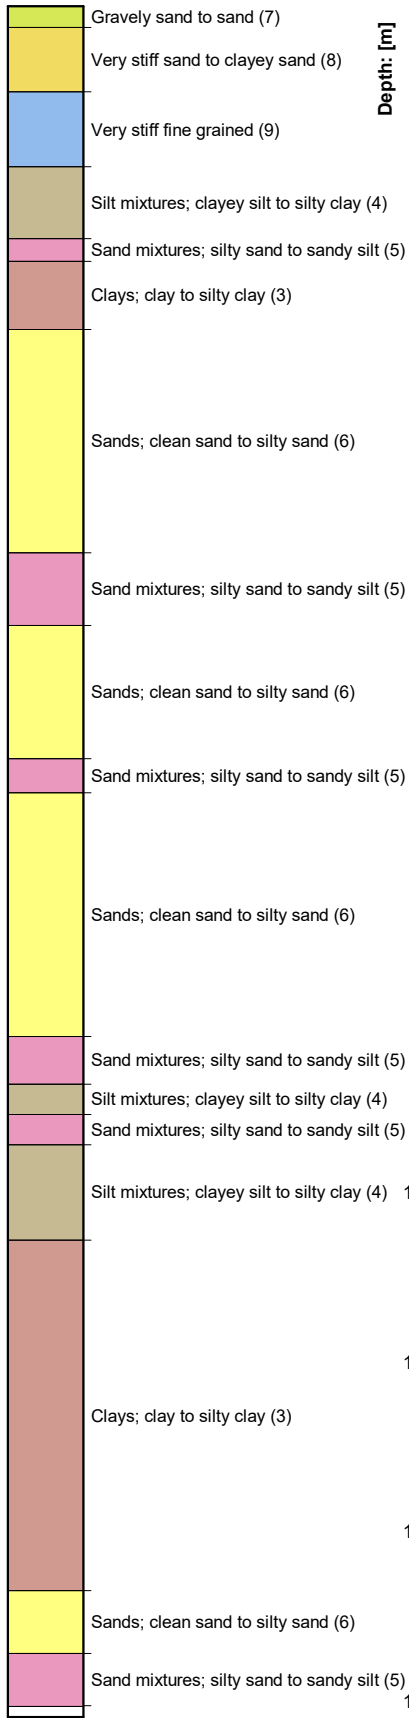 Gravely sand to sand (7)
Depth: [m]
Very stiff sand to clayey sand (8)
Very stiff fine grained (9)
Silt mixtures; clayey silt to silty clay (4)
Sand mixtures; silty sand to sandy silt (5)
Clays; clay to silty clay (3)
Sands; clean sand to silty sand (6)
Sand mixtures; silty sand to sandy silt (5)
Sands; clean sand to silty sand (6)
Sand mixtures; silty sand to sandy silt (5)
Sands; clean sand to silty sand (6)
Sand mixtures; silty sand to sandy silt (5)
Silt mixtures; clayey silt to silty clay (4)
Sand mixtures; silty sand to sandy silt (5)
Silt mixtures; clayey silt to silty clay (4)
Clays; clay to silty clay (3)
Sands; clean sand to silty sand (6)
Sand mixtures; silty sand to sandy silt (5)